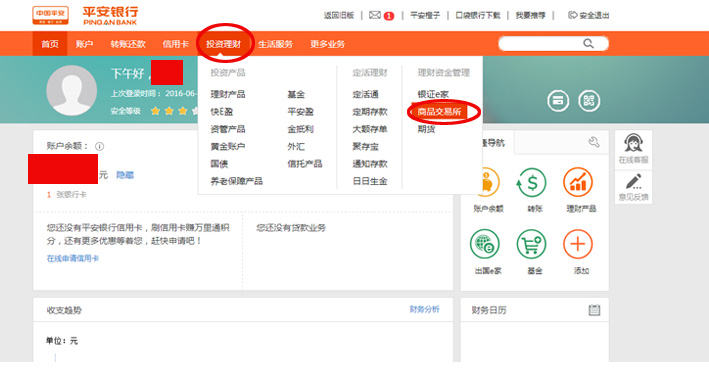 中国平安 平安银行
PING AN BANK
返回旧版 1 平安橙子 口袋银行下载 我要推荐 安全退出
首页 账户 转账还款 信用卡 投资理财 生活服务 更多业务
下午好，
上次登录时间：2016-06-
安全等级
投资产品 定活理财 理财资金管理
理财产品 基金 定活通 银证e家
快E盈 平安盈 定期存款 商品交易所
资管产品 金抵利 大额存单 期货
黄金账户 外汇 聚存宝
国债 信托产品 通知存款
养老保障产品 日日生金
账户余额：
元 隐藏
1 张银行卡
您还没有平安银行信用卡，刷信用卡赚万里通积
分，还有更多优惠等着您，赶快申请吧！
在线申请信用卡
您还没有贷款业务
导航
账户余额 转账 理财产品
出国e家 基金 添加
在线客服
意见反馈
收支趋势 财务分析
单位：元
财务日历